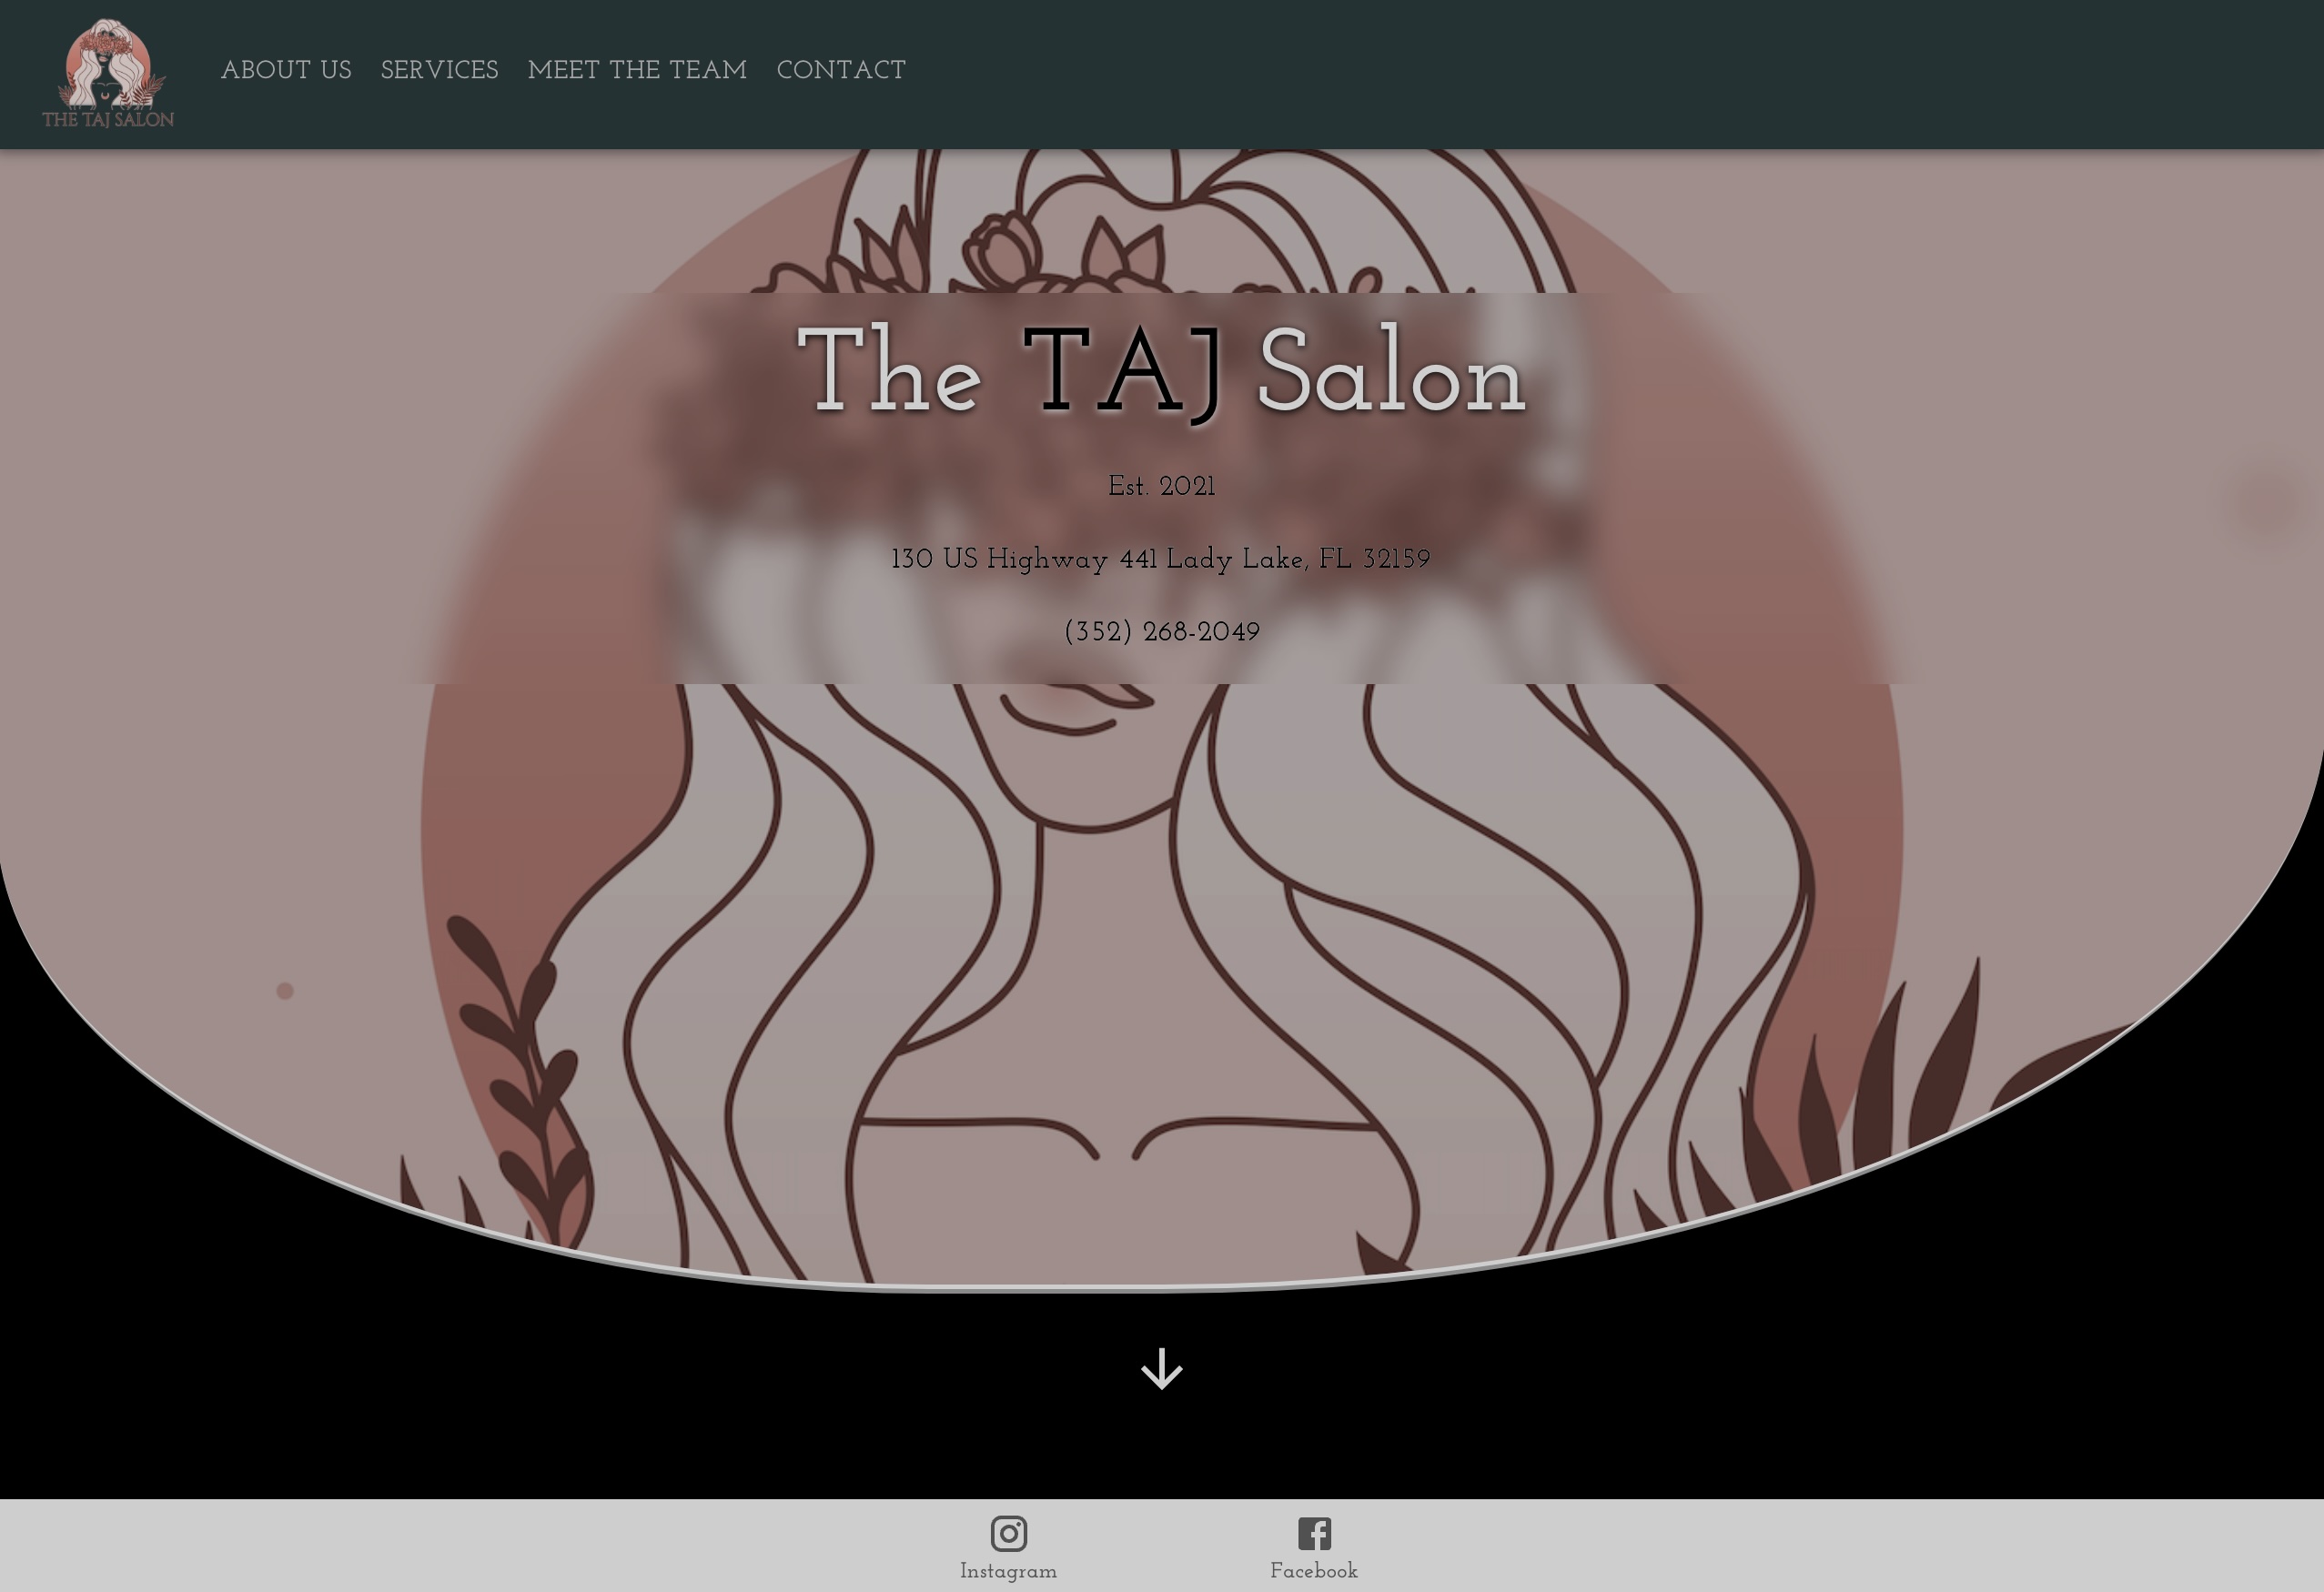 THE TAJ SALON
ABOUT US SERVICES MEET THE TEAM CONTACT
The TAJ Salon
Est. 2021
130 US Highway 441 Lady Lake, FL 32159
(352) 268-2049
Instagram Facebook